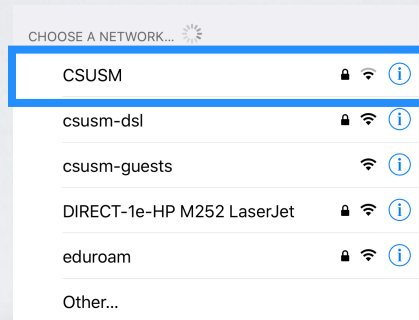 CHOOSE A NETWORK...
CSUSM
csusm-dsl
csusm-guests
DIRECT-1e-HP M252 LaserJet
eduroam
Other...